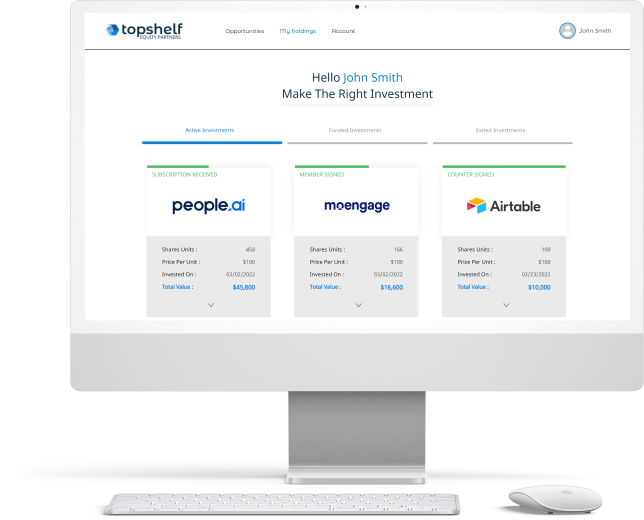 topshelf
EQUITY PARTNERS
Opportunities My holdings Account John Smith
Hello John Smith
Make The Right Investment
Active Investments Funded Investments Exited Investments
SUBSCRIPTION RECEIVED
people.ai
Shares Units : 458
Price Per Unit : $100
Invested On : 03/02/2022
Total Value : $45,800
MEMBER SIGNED
moengage
Shares Units : 166
Price Per Unit : $100
Invested On : 03/02/2022
Total Value : $16,600
COUNTER SIGNED
Airtable
Shares Units : 100
Price Per Unit : $100
Invested On : 02/23/2022
Total Value : $10,000